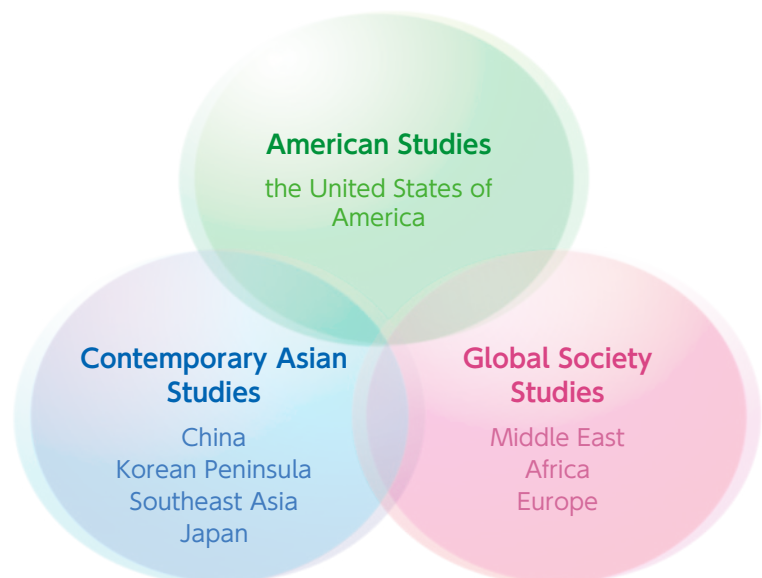 American Studies
the United States of
America
Contemporary Asian
Studies
China
Korean Peninsula
Southeast Asia
Japan
Global Society
Studies
Middle East
Africa
Europe